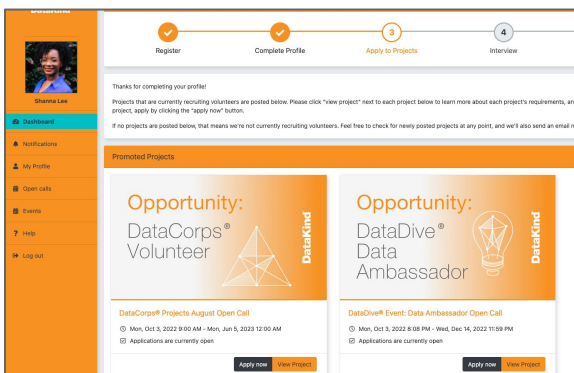 DataKind
3
4
Register
Complete Profile
Apply to Projects
Interview
Thanks for completing your profile!
Projects that are currently recruiting volunteers are posted below. Please click "view project" next to each project below to learn more about each project's requirements, an
project, apply by clicking the "apply now" button.
If no projects are posted below, that means we're not currently recruiting volunteers. Feel free to check for newly posted projects at any point, and we'll also send an email n
Shanna Lee
Dashboard
Notifications
My Profile
Open calls
Events
? Help
Log out
Promoted Projects
Opportunity:
DataCorps®
Volunteer
DataKind
DataCorps® Projects August Open Call
Mon, Oct 3, 2022 9:00 AM - Mon, Jun 5, 2023 12:00 AM
Applications are currently open
Apply now View Project
Opportunity:
DataDive®
Data
Ambassador
DataKind
DataDive® Event: Data Ambassador Open Call
Mon, Oct 3, 2022 8:08 PM - Wed, Dec 14, 2022 11:59 PM
Applications are currently open
Apply now View Project